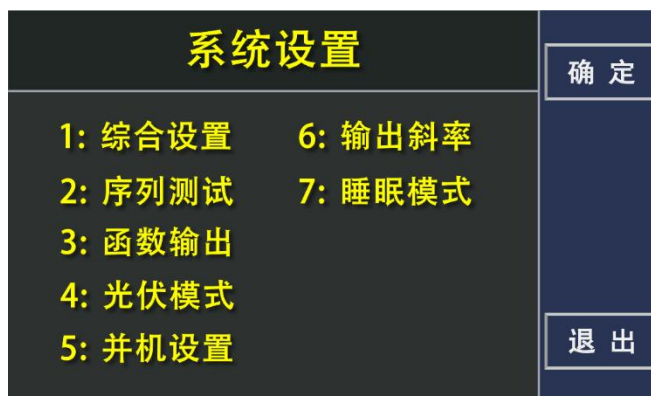 系统设置
1: 综合设置
2: 序列测试
3: 函数输出
4: 光伏模式
5: 并机设置
6: 输出斜率
7: 睡眠模式
确 定
退 出